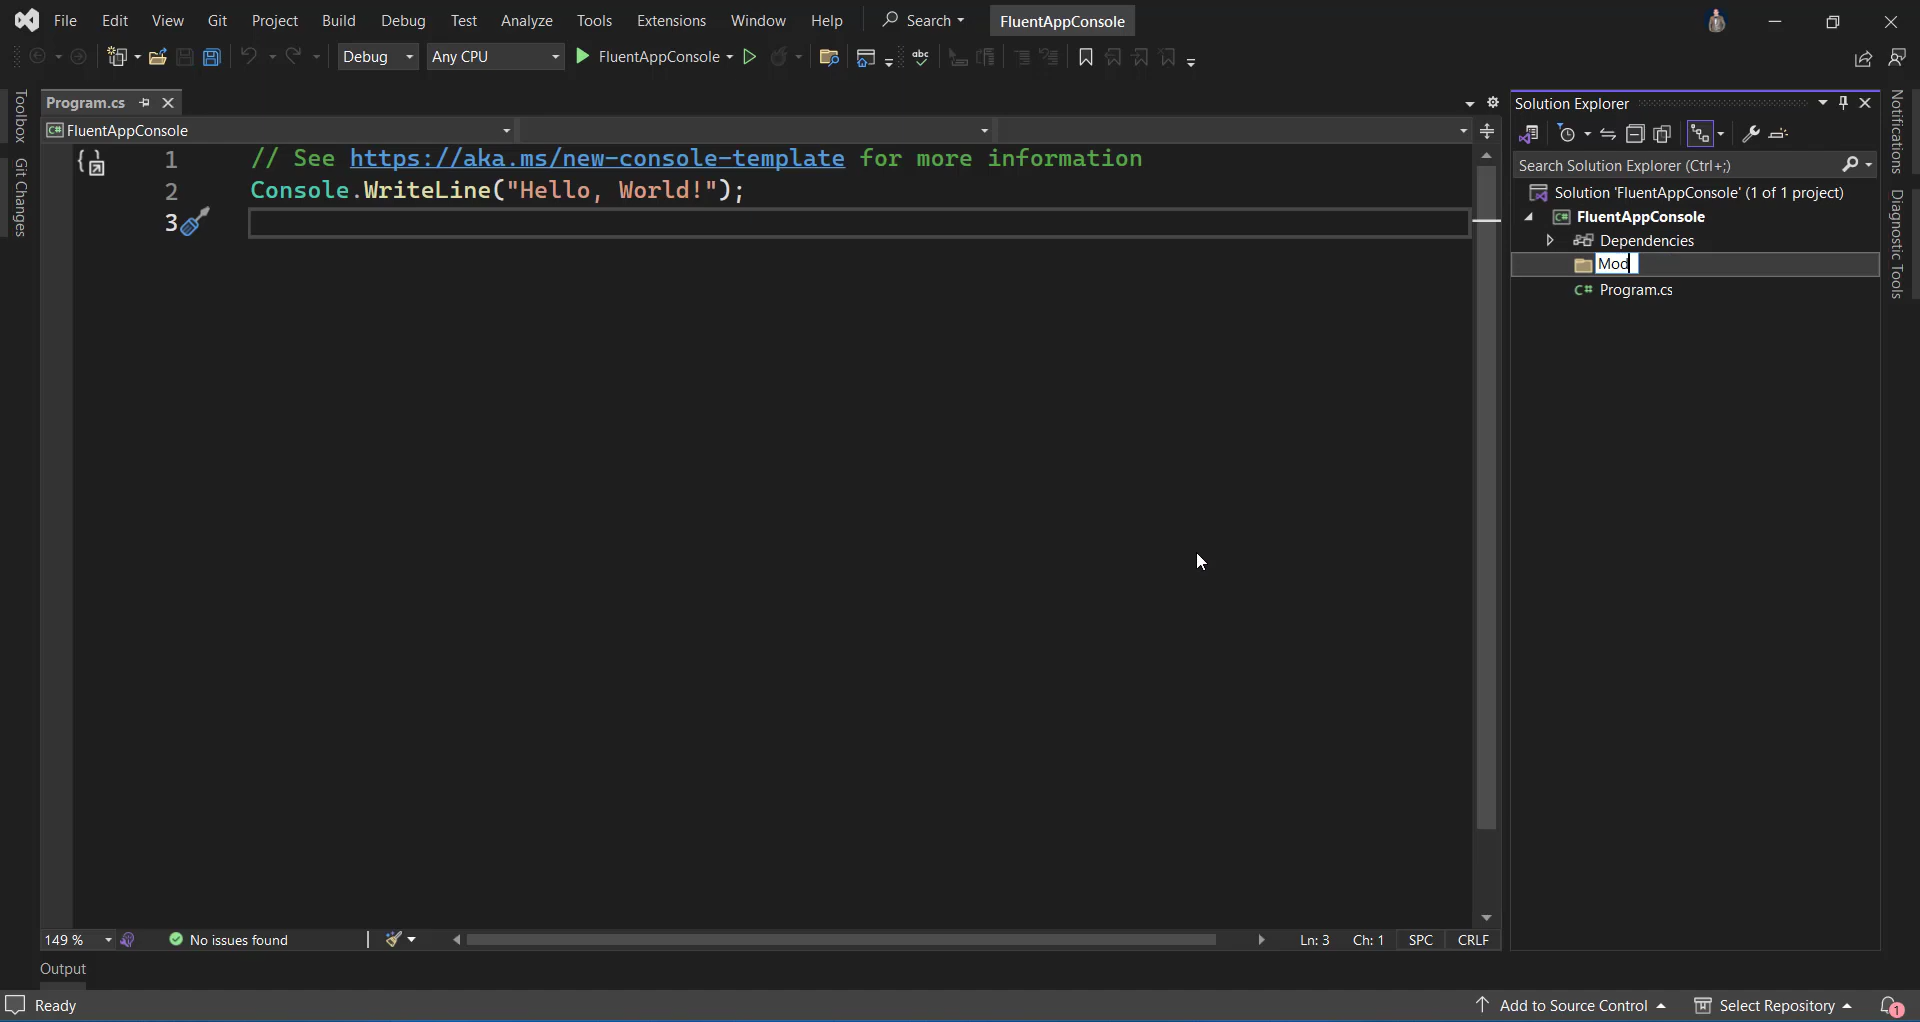 File Edit View Git Project Build Debug Test Analyze Tools Extensions Window Help Search FluentAppConsole
Debug Any CPU FluentAppConsole abc
Toolbox
Git Changes
Program.cs
C# FluentAppConsole
1 // See https://aka.ms/new-console-template for more information
2 Console.WriteLine("Hello, World!");
3
149 % No issues found Ln: 3 Ch: 1 SPC CRLF
Output
Solution Explorer
Search Solution Explorer (Ctrl+;)
Solution 'FluentAppConsole' (1 of 1 project)
C# FluentAppConsole
Dependencies
Mod
C# Program.cs
Notifications
Diagnostic Tools
Ready Add to Source Control Select Repository 1